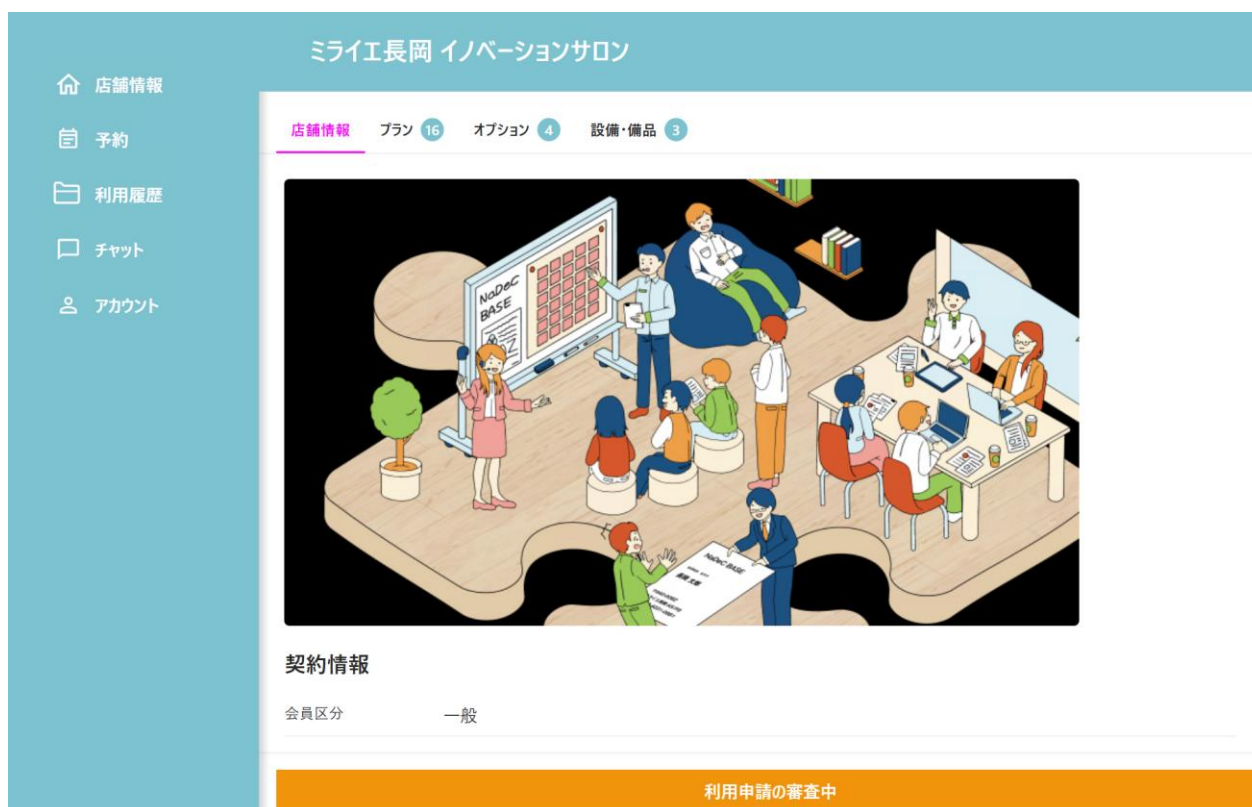 ミライエ長岡 イノベーションサロン
店舗情報
予約
利用履歴
チャット
アカウント
店舗情報 プラン 16 オプション 4 設備・備品 3
NaDeC
BASE
NaDeC BASE
契約情報
会員区分 一般
利用申請の審査中